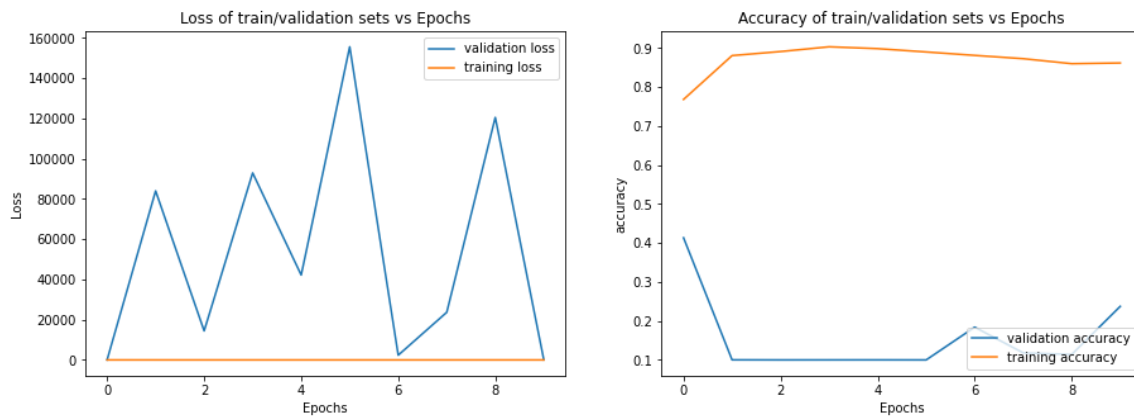 Loss of train/validation sets vs Epochs
160000
140000
120000
100000
80000
60000
40000
20000
0
Loss
validation loss
training loss
0 2 4 6 8
Epochs
Accuracy of train/validation sets vs Epochs
0.9
0.8
0.7
0.6
0.5
0.4
0.3
0.2
0.1
accuracy
validation accuracy
training accuracy
0 2 4 6 8
Epochs